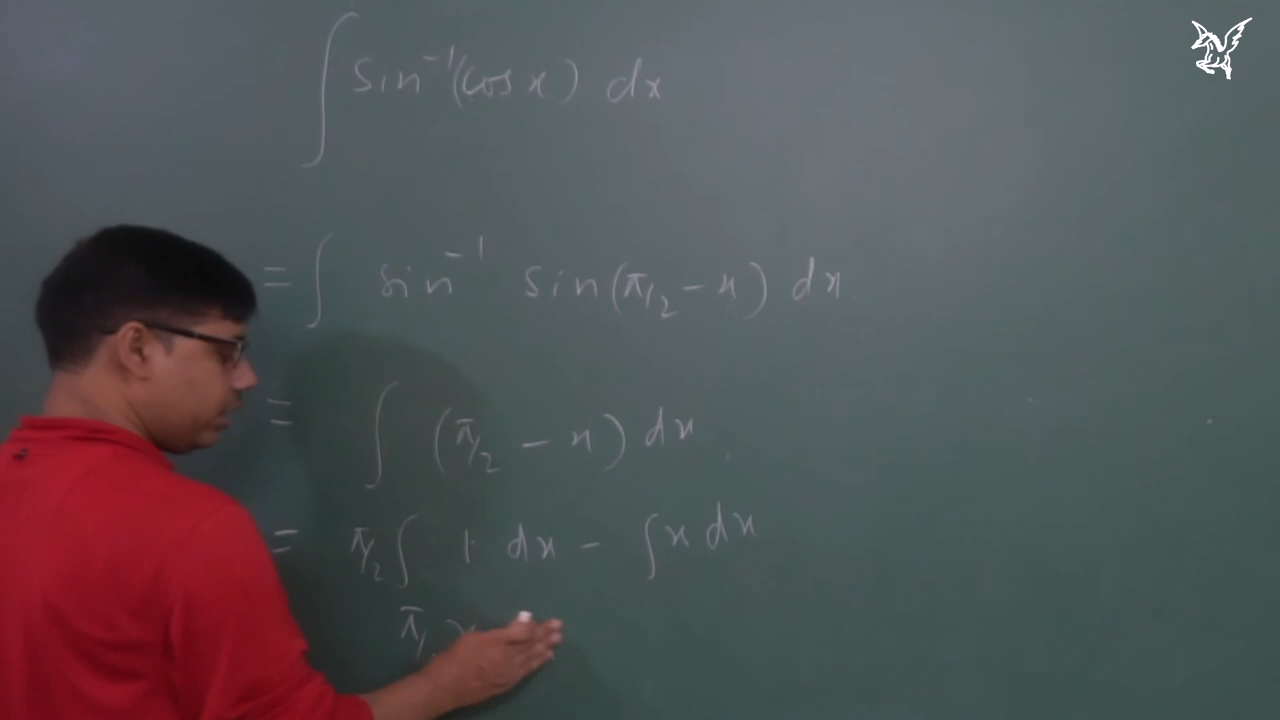 ∫ Sin⁻¹(cos x) dx
= ∫ sin⁻¹ sin(π/2 - x) dx
= ∫ (π/2 - x) dx
= π/2 ∫ 1 dx - ∫ x dx
π/ x